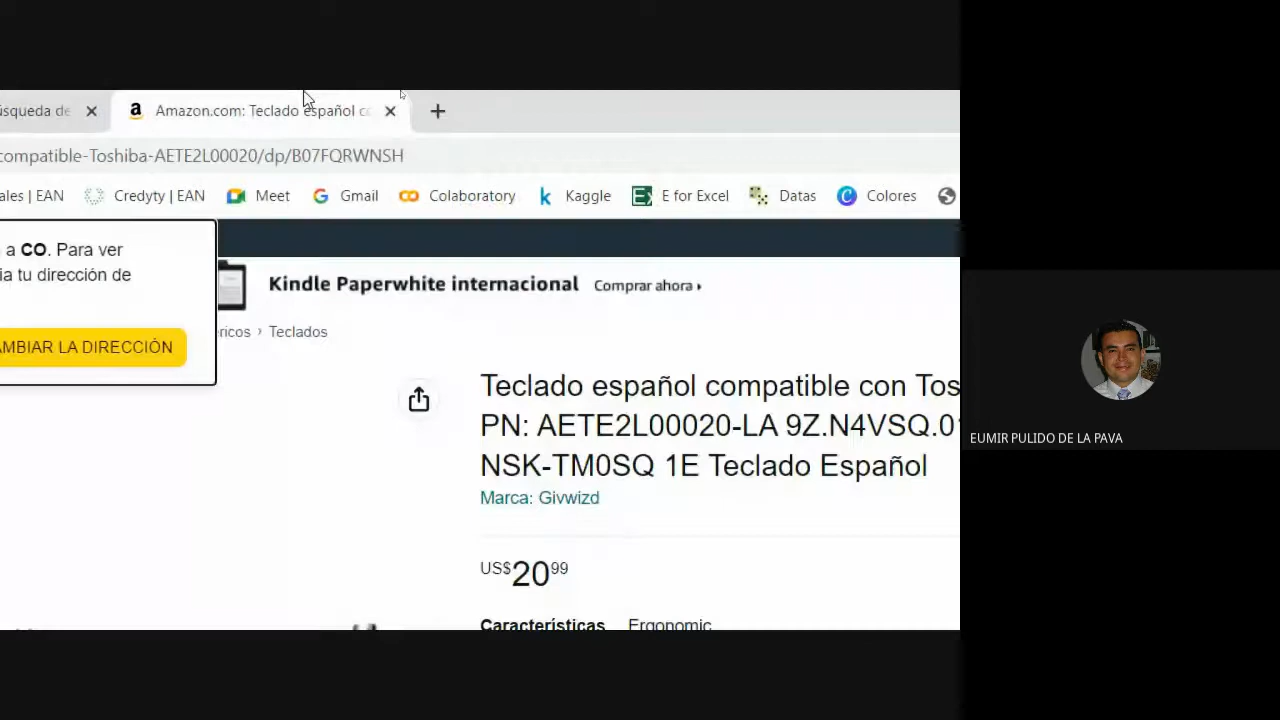 úsqueda de
Amazon.com: Teclado español co
compatible-Toshiba-AETE2L00020/dp/B07FQRWNSH
ales | EAN
Credyty | EAN
Meet
Gmail
Colaboratory
Kaggle
E for Excel
Datas
Colores
a CO. Para ver
ia tu dirección de
AMBIAR LA DIRECCIÓN
Kindle Paperwhite internacional
Comprar ahora
ricos › Teclados
Teclado español compatible con Tos
PN: AETE2L00020-LA 9Z.N4VSQ.0
NSK-TM0SQ 1E Teclado Español
Marca: Givwizd
US$2099
Características Ergonomic
EUMIR PULIDO DE LA PAVA